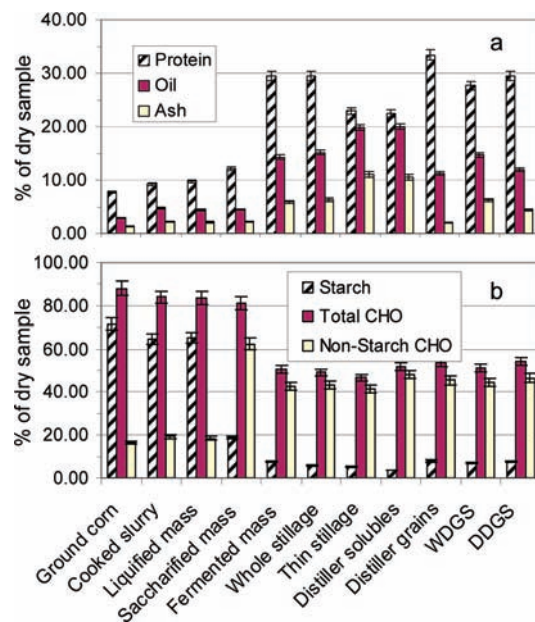 40.00
30.00
20.00
10.00
0.00
% of dry sample
Protein
Oil
Ash
a
100.00
80.00
60.00
40.00
20.00
0.00
% of dry sample
Starch
Total CHO
Non-Starch CHO
b
Ground corn
Cooked slurry
Liquified mass
Saccharified mass
Fermented mass
Whole stillage
Thin stillage
Distiller solubles
Distiller grains
WDGS
DDGS